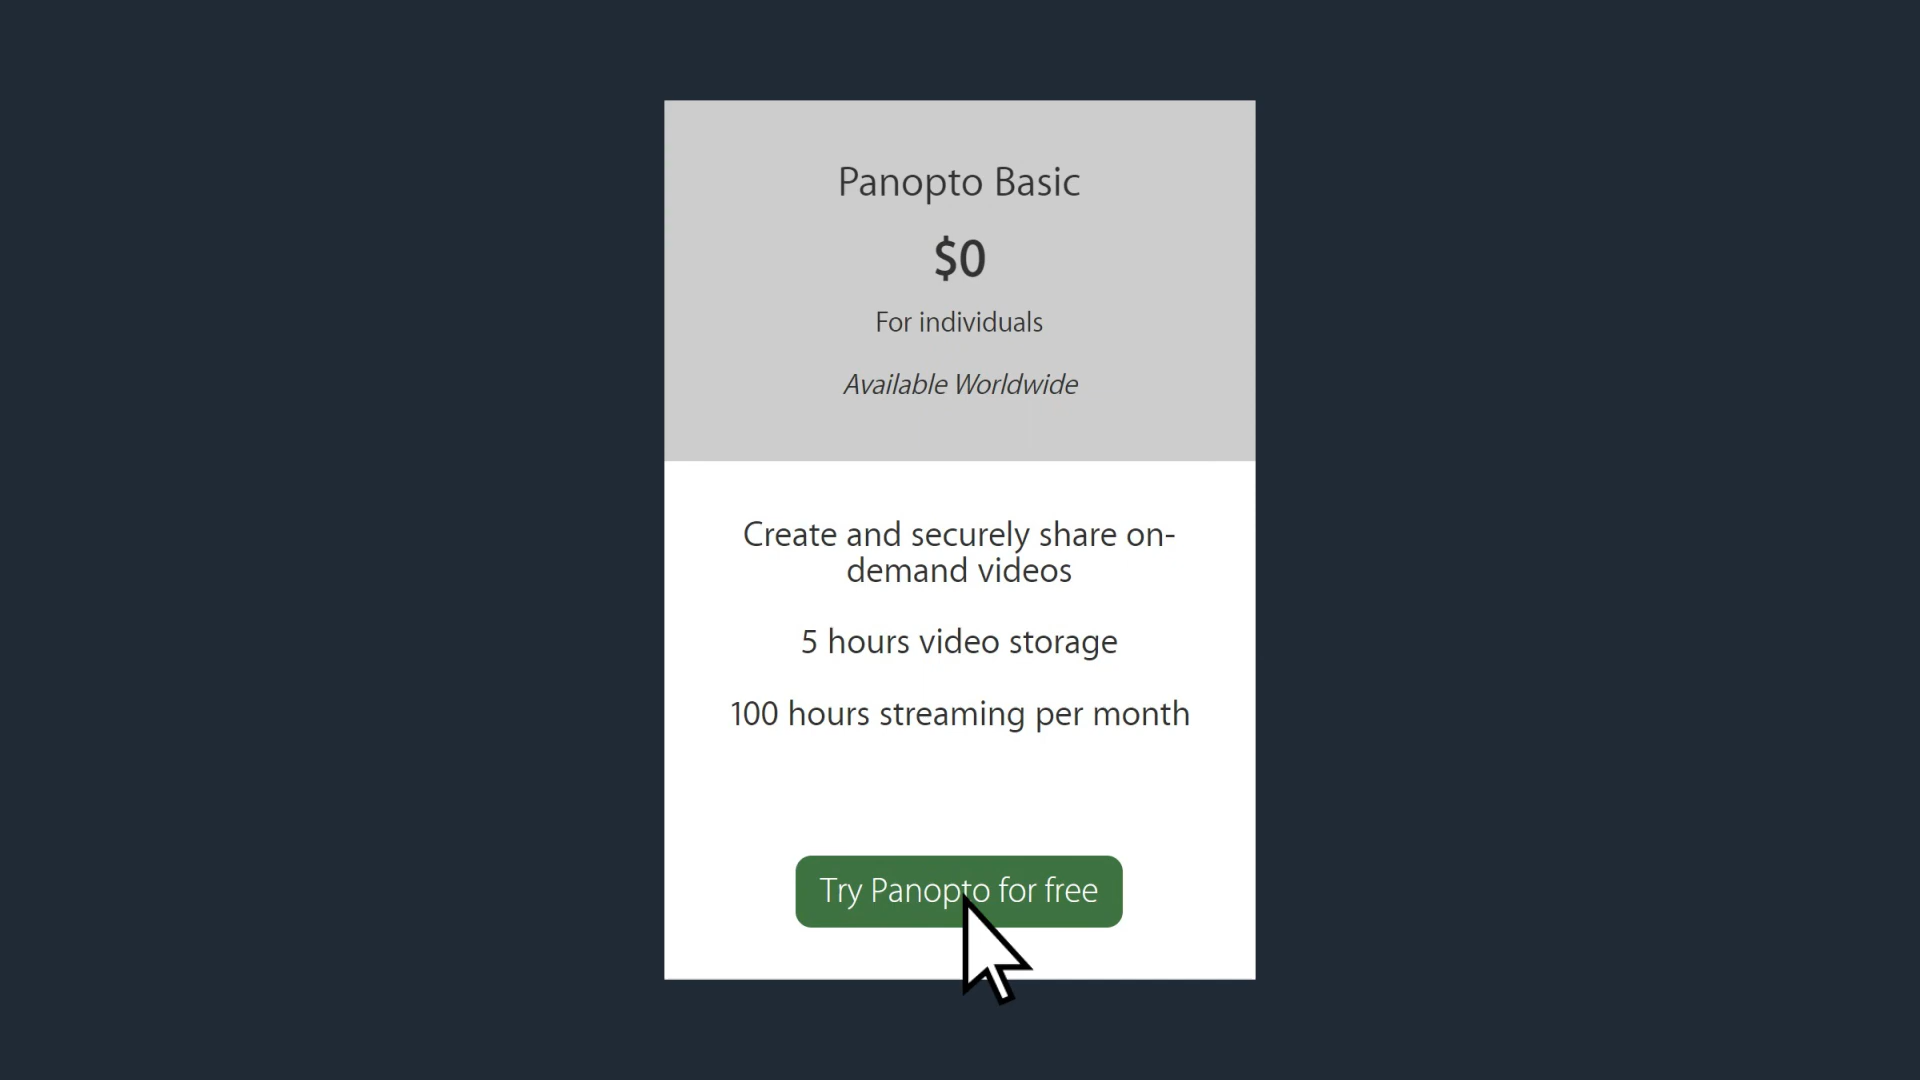 Panopto Basic
$0
For individuals
Available Worldwide
Create and securely share on-
demand videos
5 hours video storage
100 hours streaming per month
Try Panopto for free